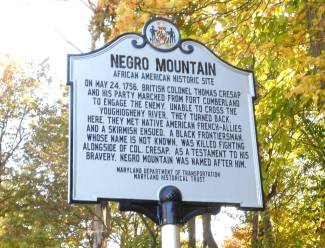 NEGRO MOUNTAIN
AFRICAN AMERICAN HISTORIC SITE
ON MAY 24, 1756, BRITISH COLONEL THOMAS CRESAP
AND HIS PARTY MARCHED FROM FORT CUMBERLAND
TO ENGAGE THE ENEMY. UNABLE TO CROSS THE
YOUGHIOGHENY RIVER, THEY TURNED BACK.
HERE, THEY MET NATIVE AMERICAN FRENCH-ALLIES
AND A SKIRMISH ENSUED. A BLACK FRONTIERSMAN,
WHOSE NAME IS NOT KNOWN, WAS KILLED FIGHTING
ALONGSIDE OF COL. CRESAP. AS A TESTAMENT TO HIS
BRAVERY, NEGRO MOUNTAIN WAS NAMED AFTER HIM.
MARYLAND DEPARTMENT OF TRANSPORTATION
MARYLAND HISTORICAL TRUST